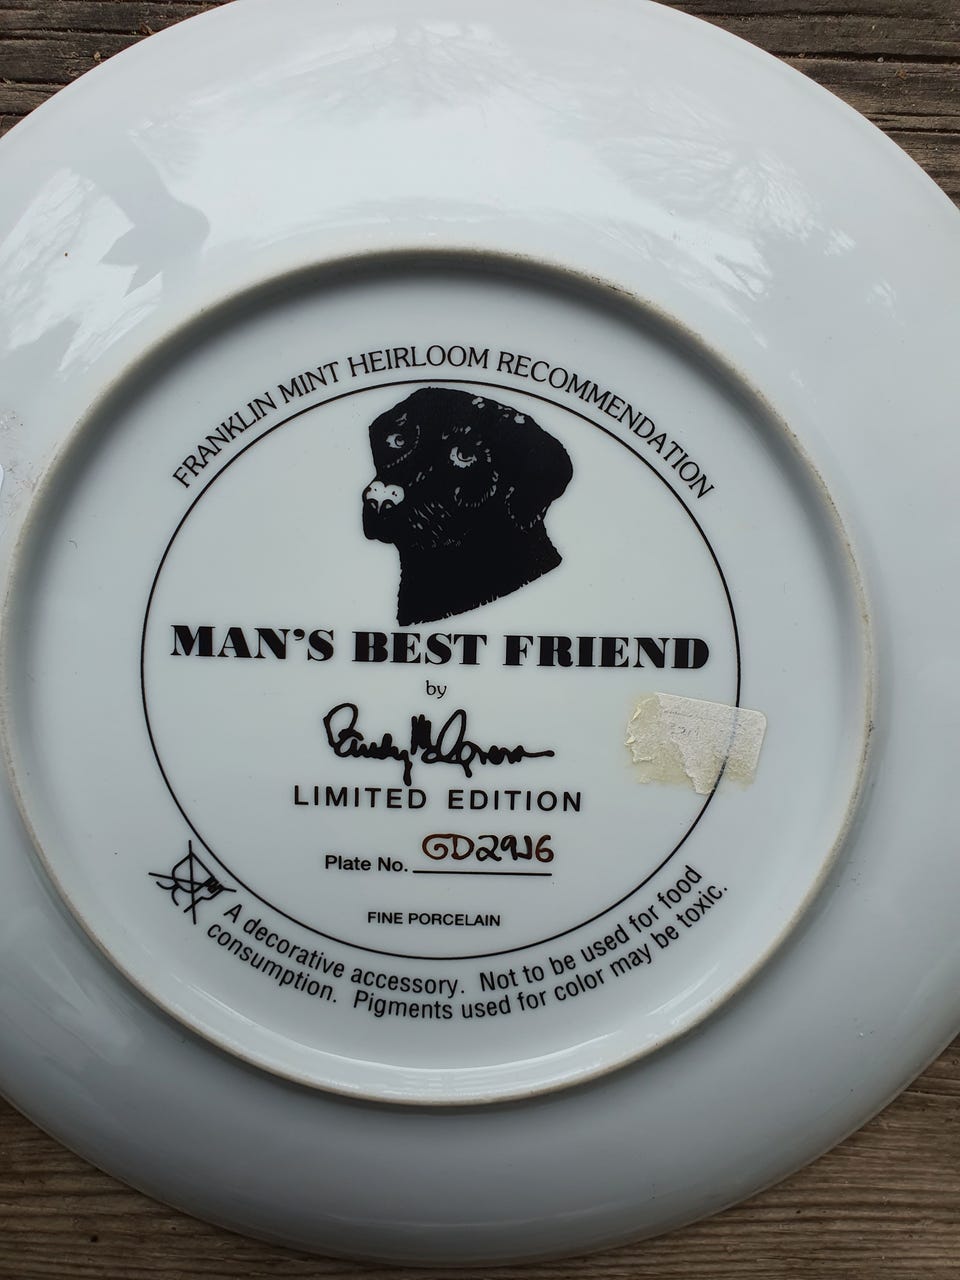 FRANKLIN MINT HEIRLOOM RECOMMENDATION
MAN'S BEST FRIEND
by
LIMITED EDITION
Plate No.
FINE PORCELAIN
A decorative accessory. Not to be used for food
consumption. Pigments used for color may be toxic.